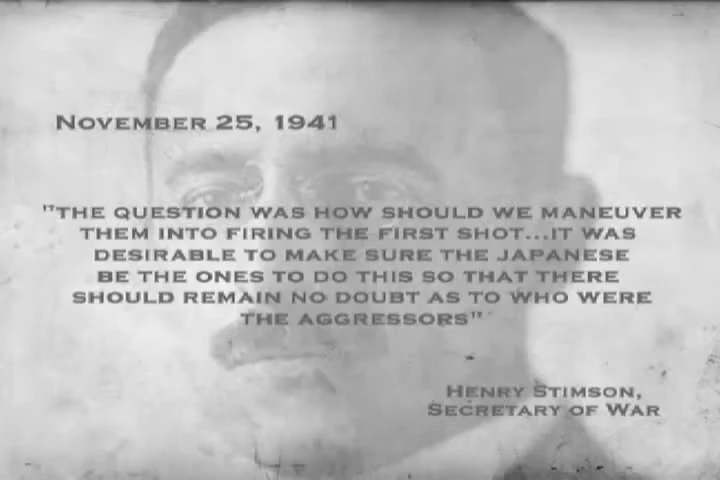 NOVEMBER 25, 1941
"THE QUESTION WAS HOW SHOULD WE MANEUVER
THEM INTO FIRING THE FIRST SHOT...IT WAS
DESIRABLE TO MAKE SURE THE JAPANESE
BE THE ONES TO DO THIS SO THAT THERE
SHOULD REMAIN NO DOUBT AS TO WHO WERE
THE AGGRESSORS"
HENRY STIMSON,
SECRETARY OF WAR